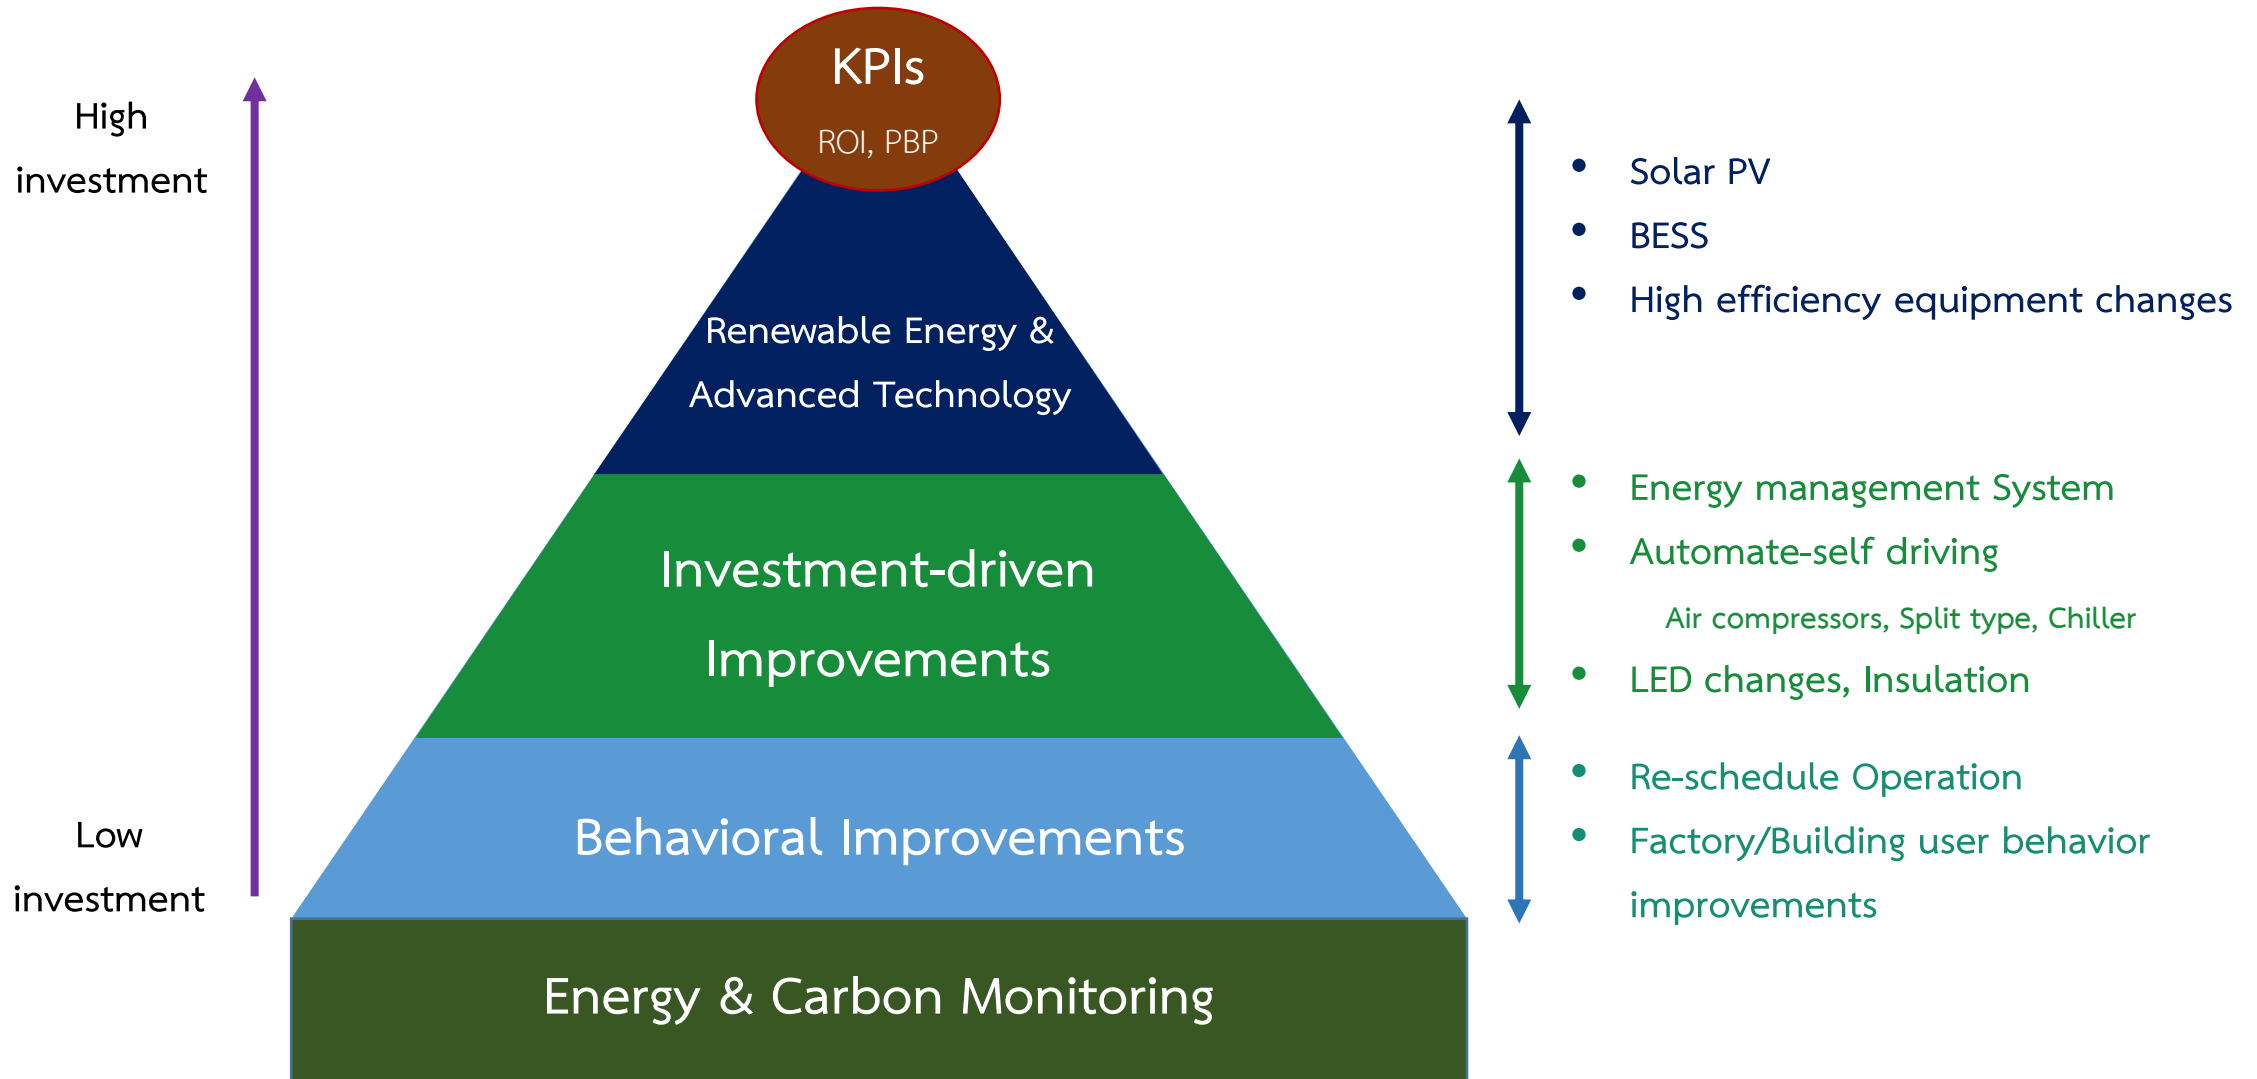 KPIs
ROI, PBP
High
investment
Renewable Energy &
Advanced Technology
• Solar PV
• BESS
• High efficiency equipment changes
Investment-driven
Improvements
• Energy management System
• Automate-self driving
Air compressors, Split type, Chiller
• LED changes, Insulation
Low
investment
Behavioral Improvements
• Re-schedule Operation
• Factory/Building user behavior
improvements
Energy & Carbon Monitoring